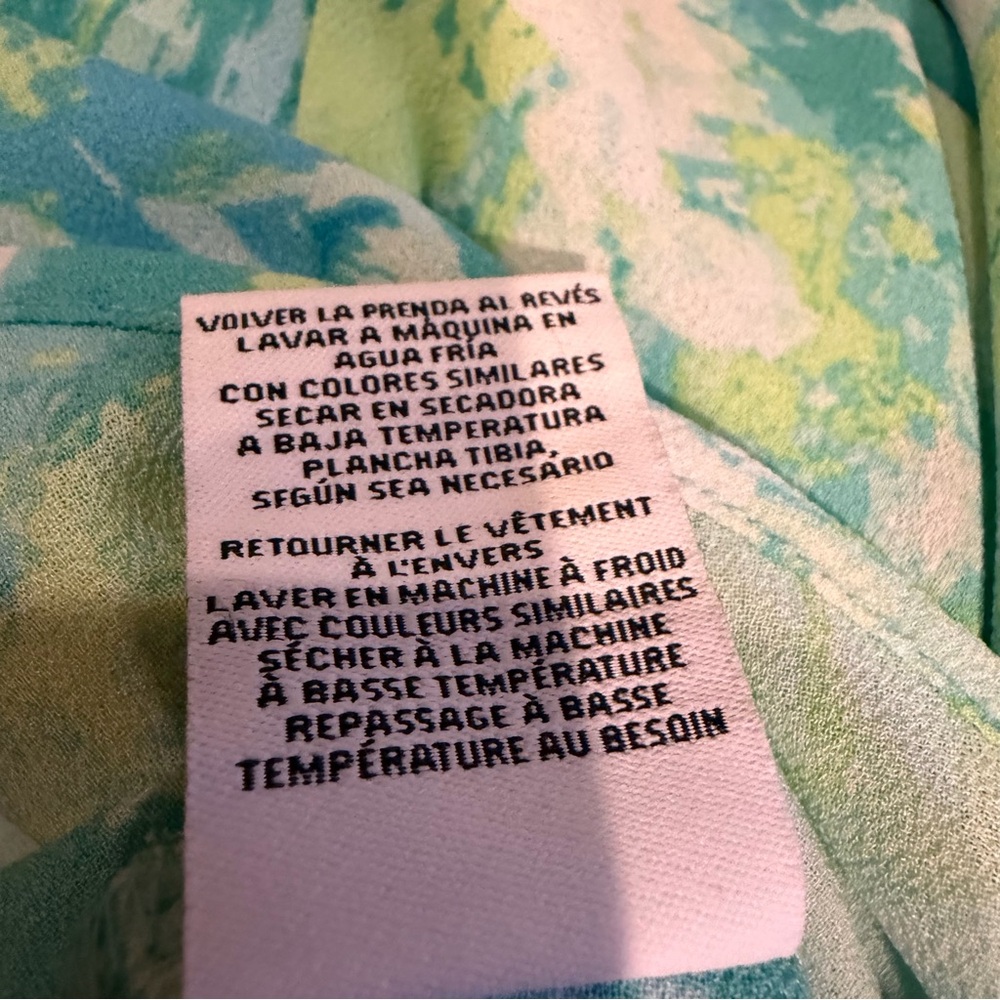 VOLVER LA PRENDA AL REVÉS
LAVAR A MÁQUINA EN
AGUA FRÍA
CON COLORES SIMILARES
SECAR EN SECADORA
A BAJA TEMPERATURA
PLANCHA TIBIA,
SEGÚN SEA NECESARIO
RETOURNER LE VÊTEMENT
À L'ENVERS
LAVER EN MACHINE À FROID
AVEC COULEURS SIMILAIRES
SÉCHER À LA MACHINE
À BASSE TEMPÉRATURE
REPASSAGE À BASSE
TEMPÉRATURE AU BESOIN